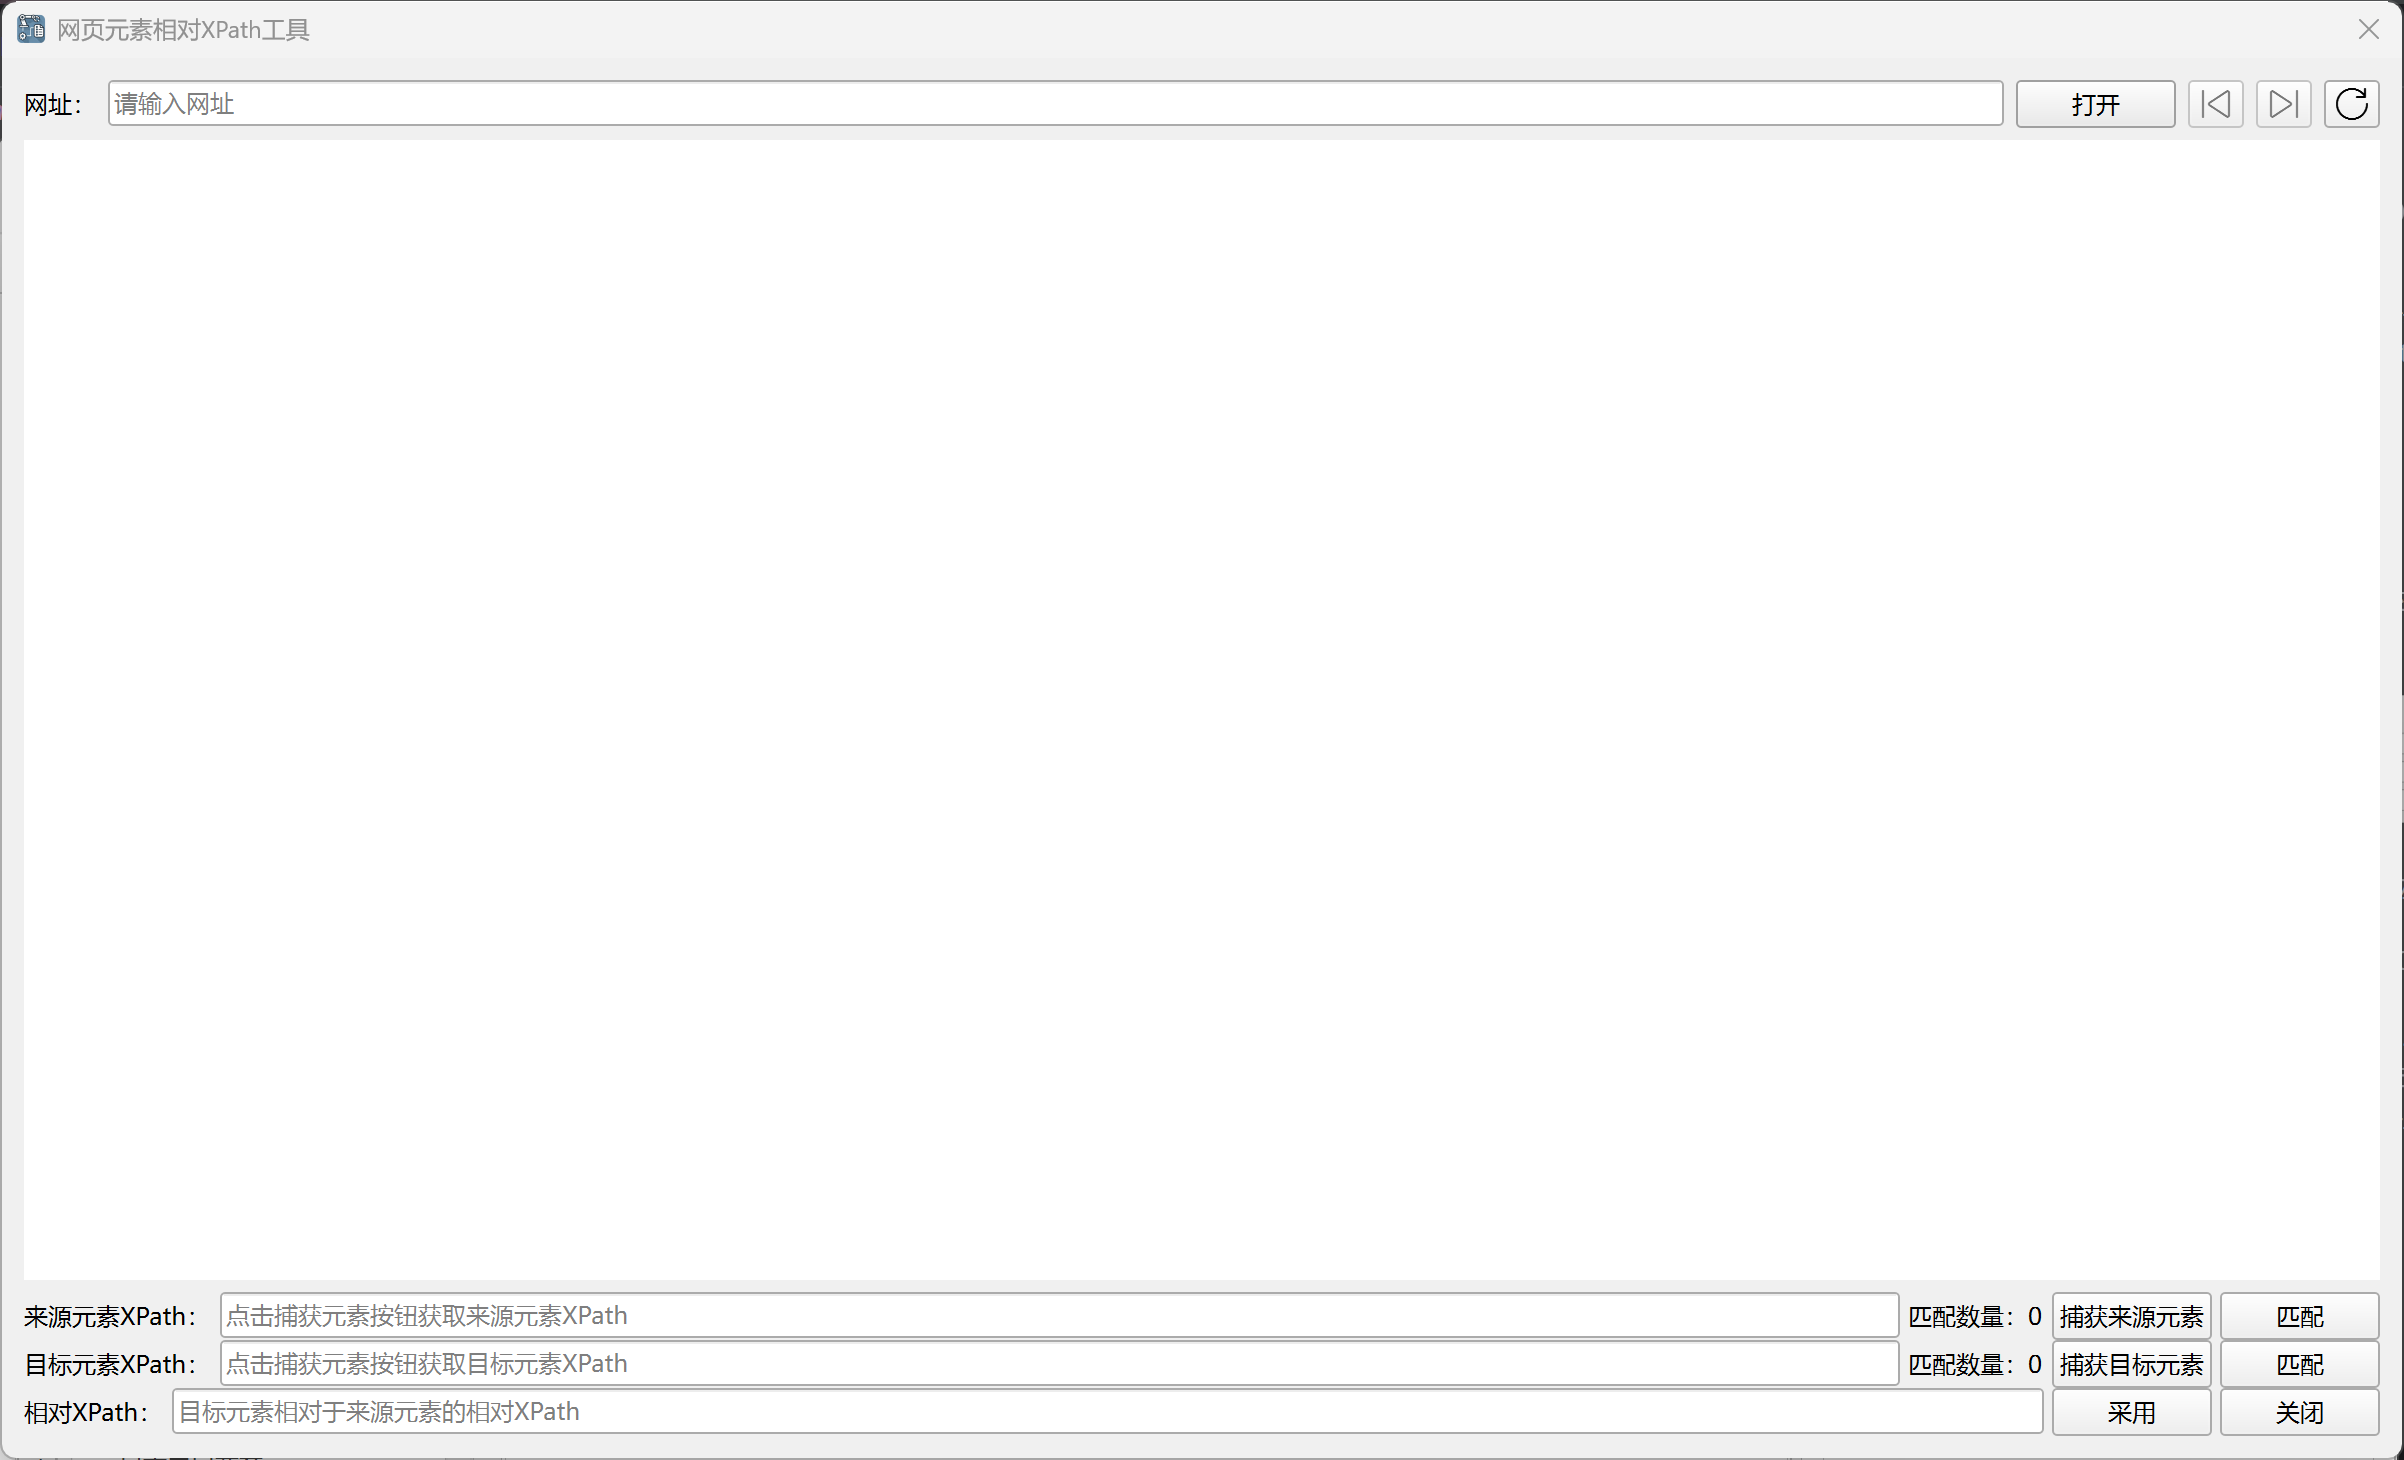 网页元素相对XPath工具
网址： 请输入网址 打开
来源元素XPath： 点击捕获元素按钮获取来源元素XPath 匹配数量：0 捕获来源元素 匹配
目标元素XPath： 点击捕获元素按钮获取目标元素XPath 匹配数量：0 捕获目标元素 匹配
相对XPath： 目标元素相对于来源元素的相对XPath 采用 关闭